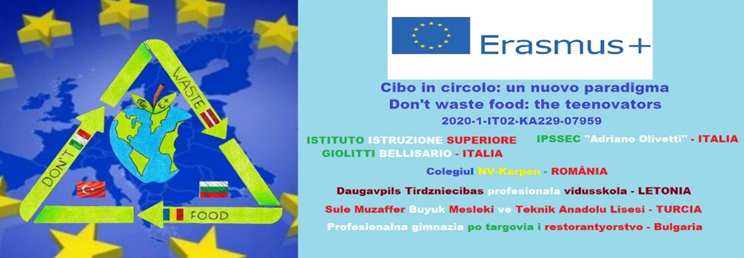 DON'T
WASTE
FOOD
Erasmus+
Cibo in circolo: un nuovo paradigma
Don't waste food: the teenovators
2020-1-IT02-KA229-07959
ISTITUTO ISTRUZIONE SUPERIORE
GIOLITTI BELLISARIO - ITALIA
IPSSEC "Adriano Olivetti" - ITALIA
Colegiul NV-Karpen - ROMÂNIA
Daugavpils Tirdzniecibas profesionala vidusskola - LETONIA
Sule Muzaffer Buyuk Mesleki ve Teknik Anadolu Lisesi - TURCIA
Profesionalna gimnazia po targovia i restorantyorstvo - Bulgaria